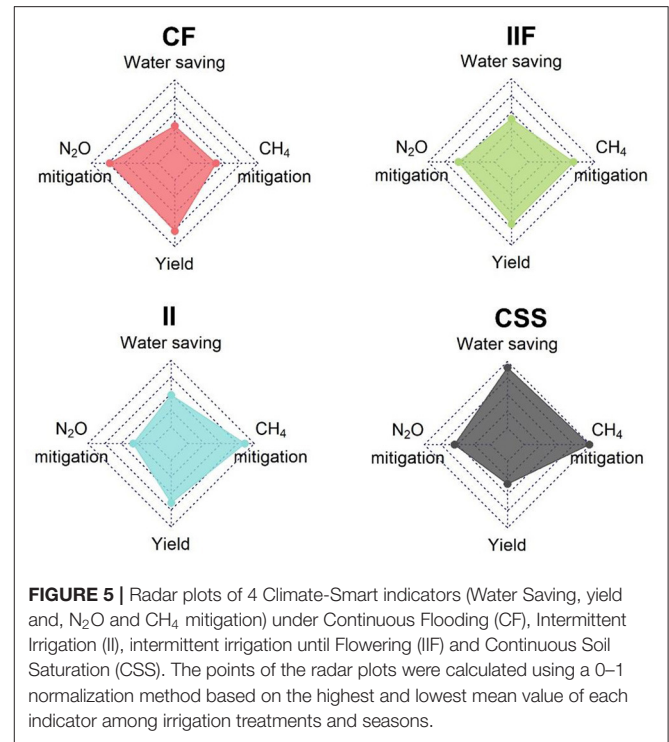 CF
Water saving
N₂O
mitigation
CH₄
mitigation
Yield
IIF
Water saving
N₂O
mitigation
CH₄
mitigation
Yield
II
Water saving
N₂O
mitigation
CH₄
mitigation
Yield
CSS
Water saving
N₂O
mitigation
CH₄
mitigation
Yield
FIGURE 5 | Radar plots of 4 Climate-Smart indicators (Water Saving, yield
and, N₂O and CH₄ mitigation) under Continuous Flooding (CF), Intermittent
Irrigation (II), intermittent irrigation until Flowering (IIF) and Continuous Soil
Saturation (CSS). The points of the radar plots were calculated using a 0–1
normalization method based on the highest and lowest mean value of each
indicator among irrigation treatments and seasons.